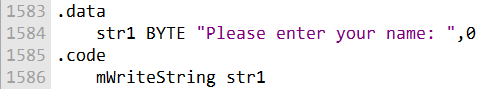 1583 .data
1584     str1 BYTE "Please enter your name: ",0
1585 .code
1586     mWriteString str1